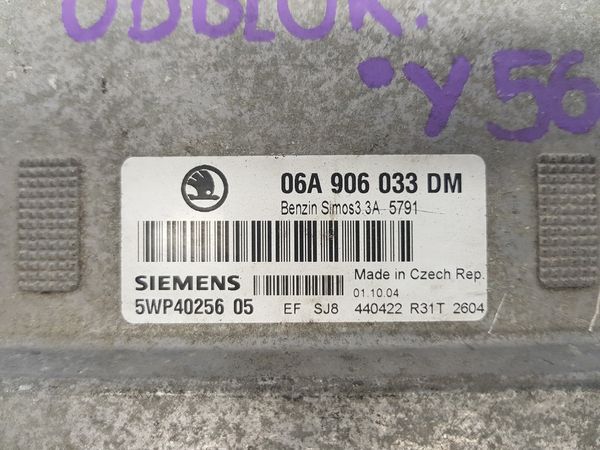 ODBLOK.
•Y56
06A 906 033 DM
Benzin Simos3.3A 5791
SIEMENS
Made in Czech Rep.
01.10.04
5WP40256 05 EF SJ8 440422 R31T 2604